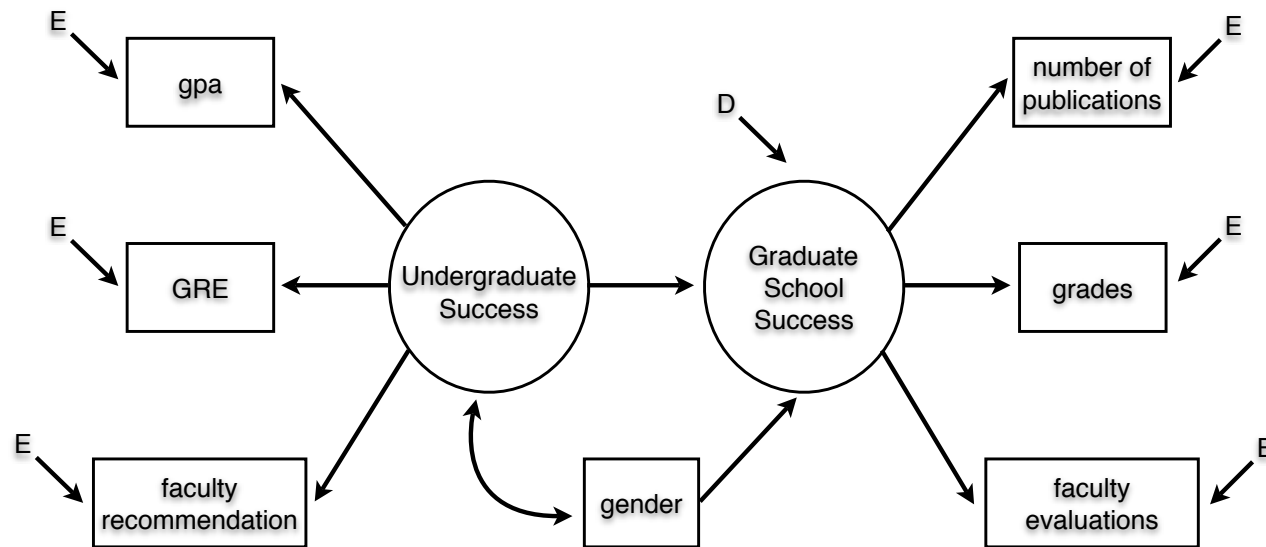 E
gpa
E
GRE
E
faculty
recommendation
Undergraduate
Success
gender
D
Graduate
School
Success
E
number of
publications
E
grades
E
faculty
evaluations